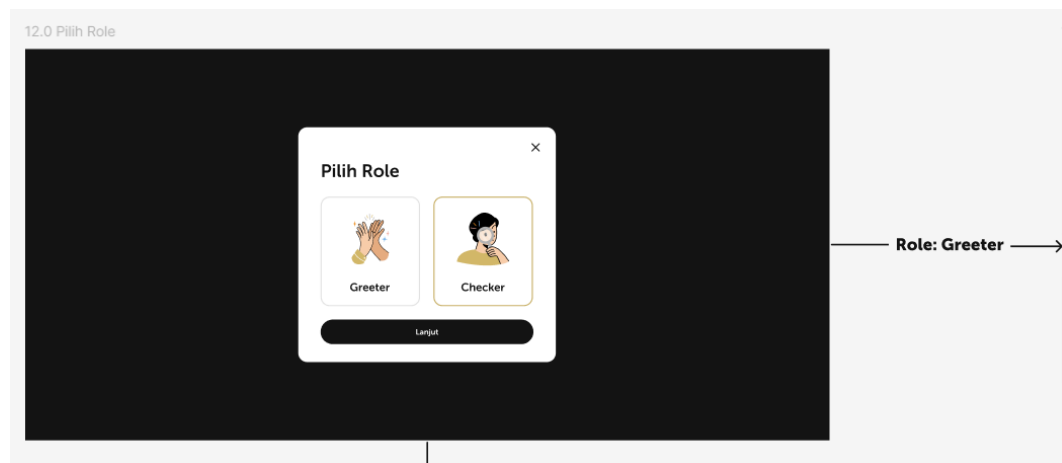 12.0 Pilih Role
Pilih Role
Greeter
Checker
Lanjut
Role: Greeter